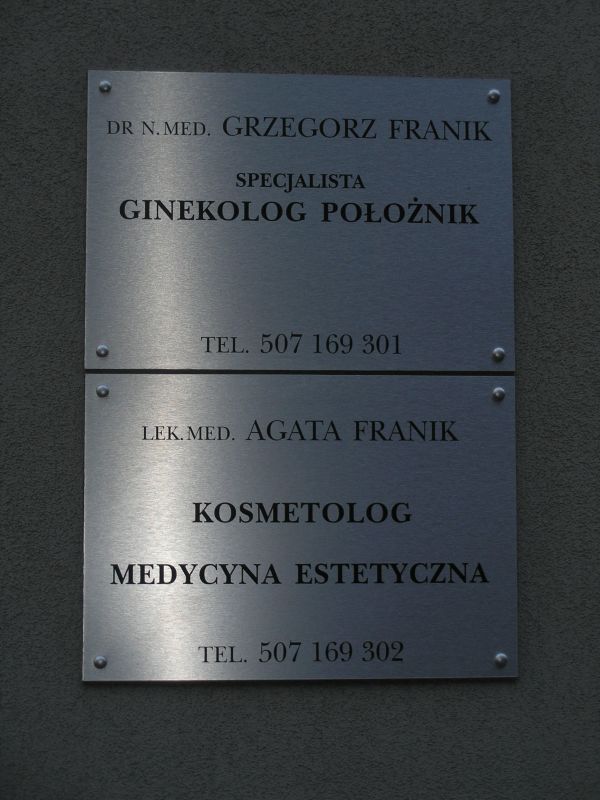 DR N.MED. GRZEGORZ FRANIK
SPECJALISTA
GINEKOLOG POŁOŻNIK
TEL. 507 169 301
LEK.MED. AGATA FRANIK
KOSMETOLOG
MEDYCYNA ESTETYCZNA
TEL. 507 169 302